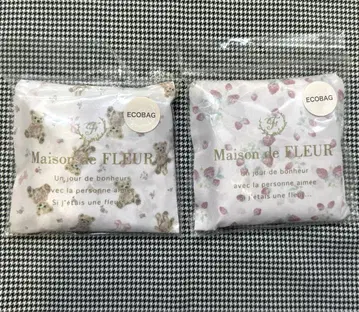 ECOBAG
Maison de FLEUR
Un jour de bonheur
avec la personne aimée
Si j'étais une fleur
ECOBAG
Maison de FLEUR
Un jour de bonheur
avec la personne aimée
Si j'étais une fleur